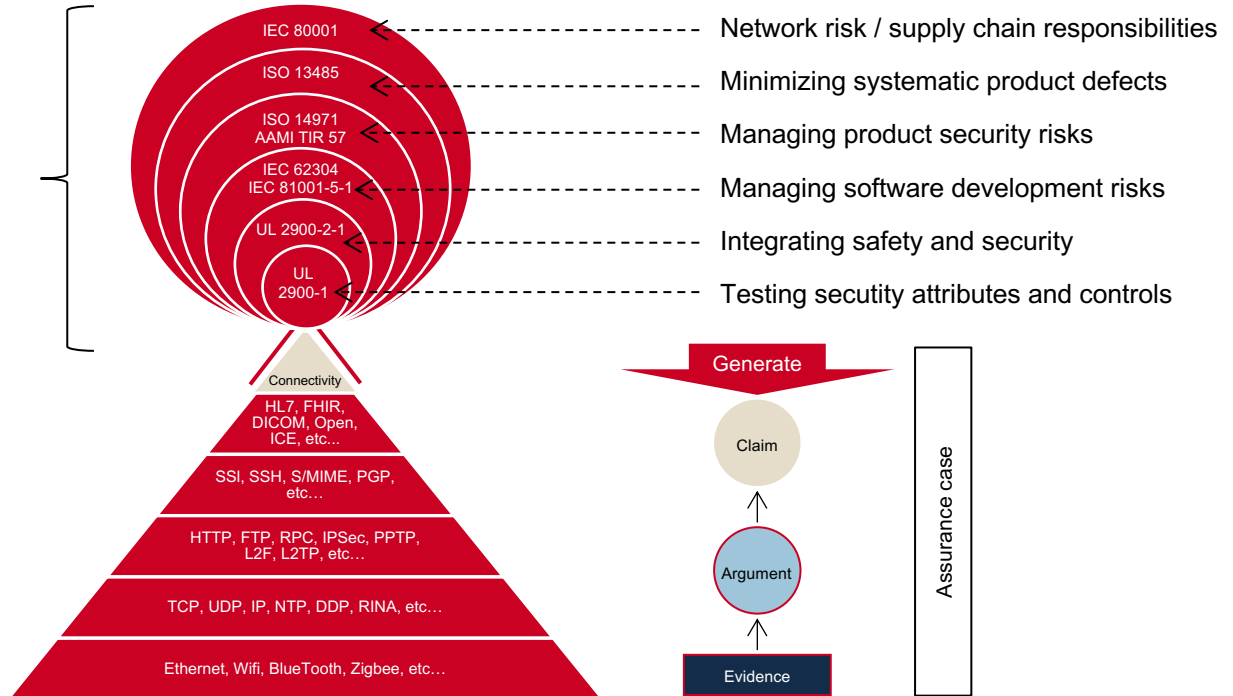 IEC 80001
Network risk / supply chain responsibilities
ISO 13485
Minimizing systematic product defects
ISO 14971
AAMI TIR 57
Managing product security risks
IEC 62304
IEC 81001-5-1
Managing software development risks
UL 2900-2-1
Integrating safety and security
UL
2900-1
Testing secutity attributes and controls
Connectivity
HL7, FHIR,
DICOM, Open,
ICE, etc...
SSI, SSH, S/MIME, PGP,
etc…
HTTP, FTP, RPC, IPSec, PPTP,
L2F, L2TP, etc…
TCP, UDP, IP, NTP, DDP, RINA, etc…
Ethernet, Wifi, BlueTooth, Zigbee, etc…
Generate
Claim
Argument
Evidence
Assurance case